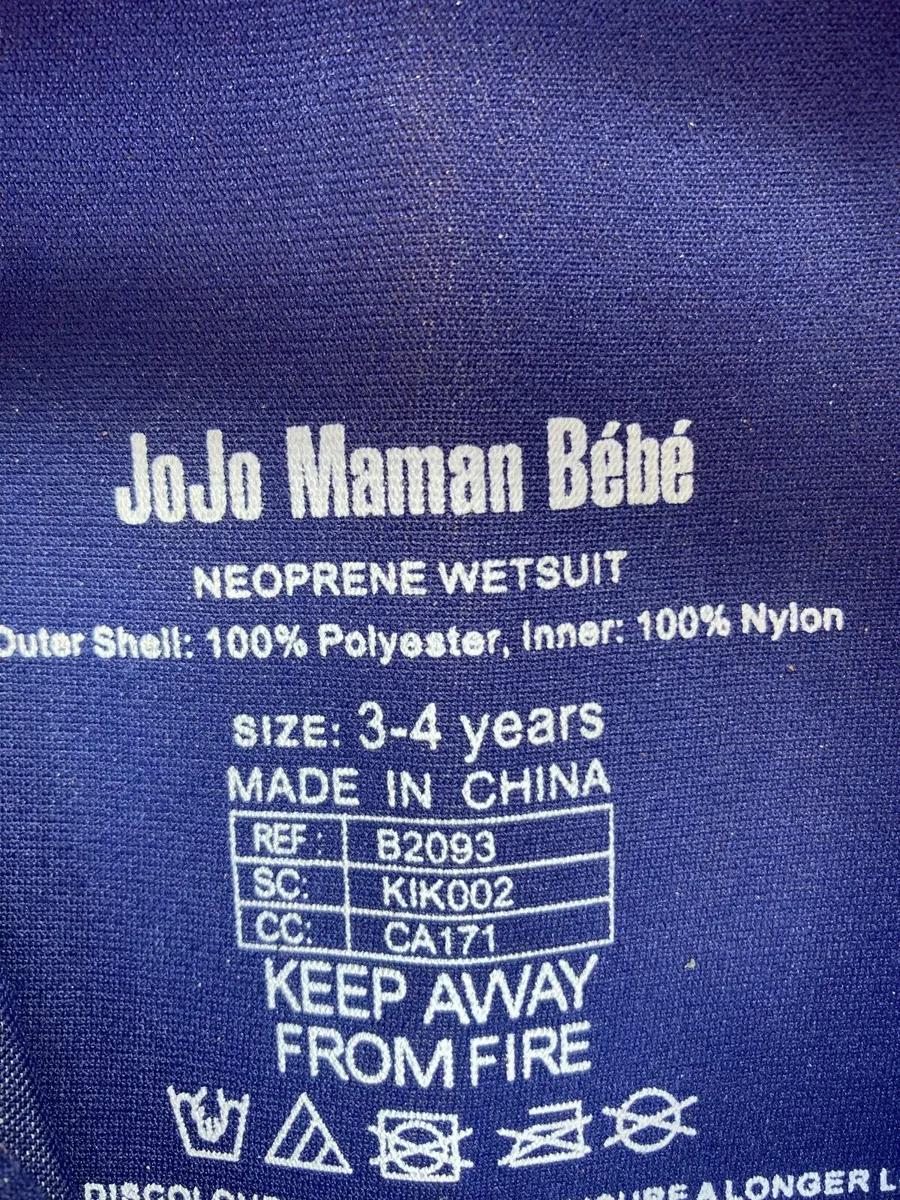 JoJo Maman Bébé
NEOPRENE WETSUIT
Outer Shell: 100% Polyester, Inner: 100% Nylon
SIZE: 3-4 years
MADE IN CHINA
REF: B2093
SC: KIK002
CC: CA171
KEEP AWAY
FROM FIRE
A LONGER